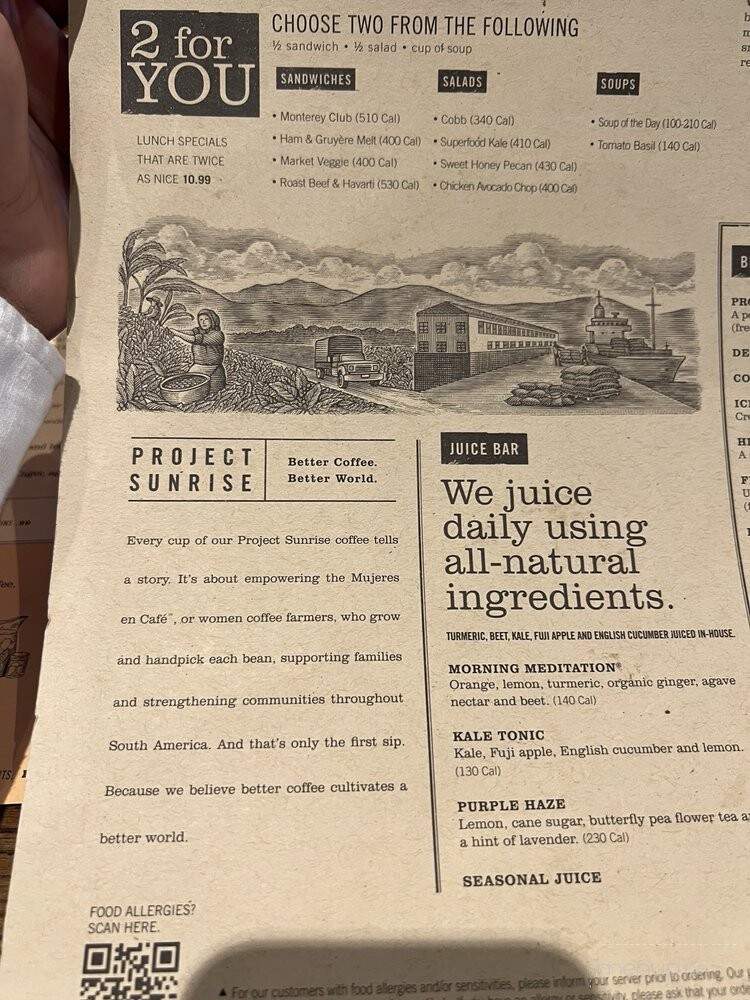 2 for
YOU
LUNCH SPECIALS
THAT ARE TWICE
AS NICE 10.99
CHOOSE TWO FROM THE FOLLOWING
½ sandwich • ½ salad • cup of soup
SANDWICHES
• Monterey Club (510 Cal)
• Ham & Gruyère Melt (400 Cal)
• Market Veggie (400 Cal)
• Roast Beef & Havarti (530 Cal)
SALADS
• Cobb (340 Cal)
• Superfood Kale (410 Cal)
• Sweet Honey Pecan (430 Cal)
• Chicken Avocado Chop (400 Cal)
SOUPS
• Soup of the Day (100-210 Cal)
• Tomato Basil (140 Cal)
PROJECT
SUNRISE
Better Coffee.
Better World.
Every cup of our Project Sunrise coffee tells
a story. It's about empowering the Mujeres
en Café™, or women coffee farmers, who grow
and handpick each bean, supporting families
and strengthening communities throughout
South America. And that's only the first sip.
Because we believe better coffee cultivates a
better world.
JUICE BAR
We juice
daily using
all-natural
ingredients.
TURMERIC, BEET, KALE, FUJI APPLE AND ENGLISH CUCUMBER JUICED IN-HOUSE.
MORNING MEDITATION®
Orange, lemon, turmeric, organic ginger, agave
nectar and beet. (140 Cal)
KALE TONIC
Kale, Fuji apple, English cucumber and lemon.
(130 Cal)
PURPLE HAZE
Lemon, cane sugar, butterfly pea flower tea
a hint of lavender. (230 Cal)
SEASONAL JUICE
FOOD ALLERGIES?
SCAN HERE.
▲ For our customers with food allergies and/or sensitivities, please inform your server prior to ordering. Our
please ask that your